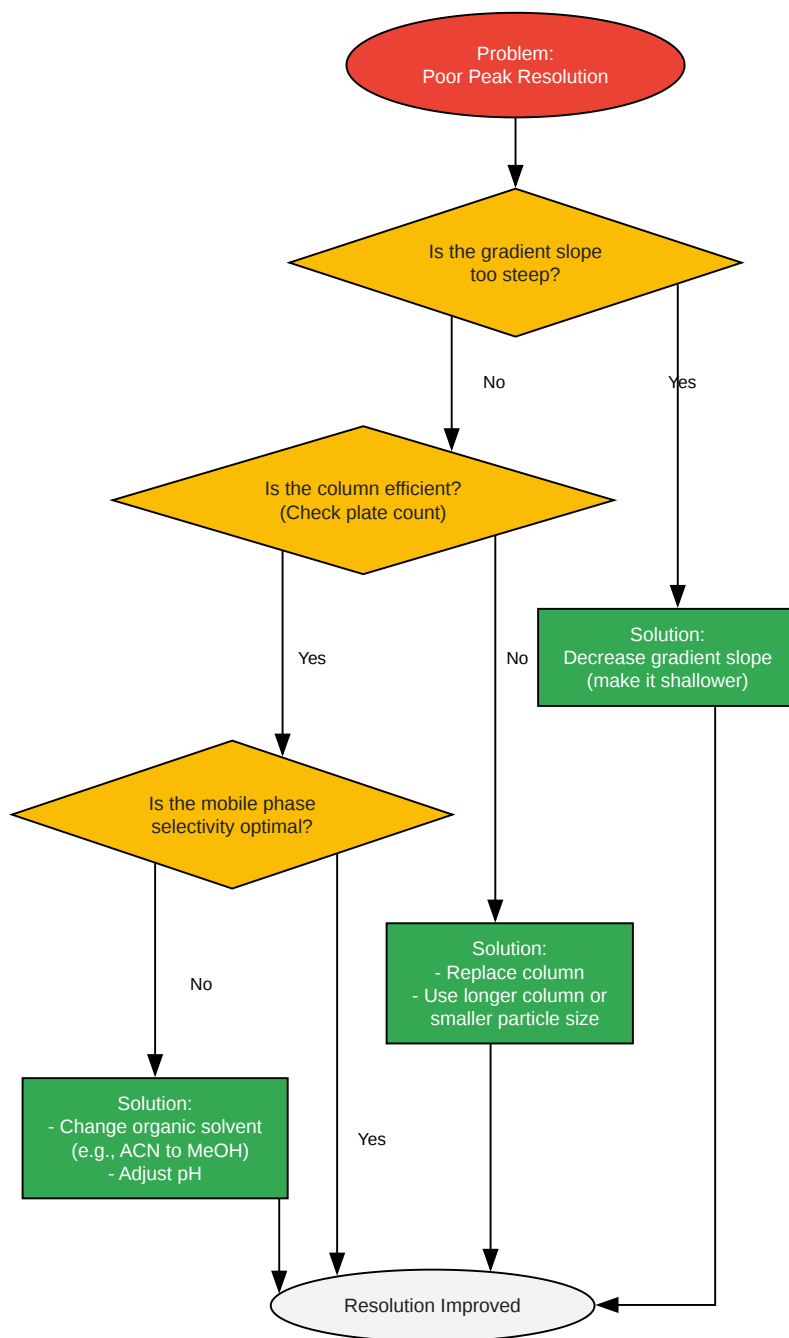 Problem:
Poor Peak Resolution
Is the gradient slope
too steep?
No
Yes
Is the column efficient?
(Check plate count)
Yes
No
Solution:
Decrease gradient slope
(make it shallower)
Is the mobile phase
selectivity optimal?
No
Yes
Solution:
- Replace column
- Use longer column or
smaller particle size
Solution:
- Change organic solvent
(e.g., ACN to MeOH)
- Adjust pH
Resolution Improved